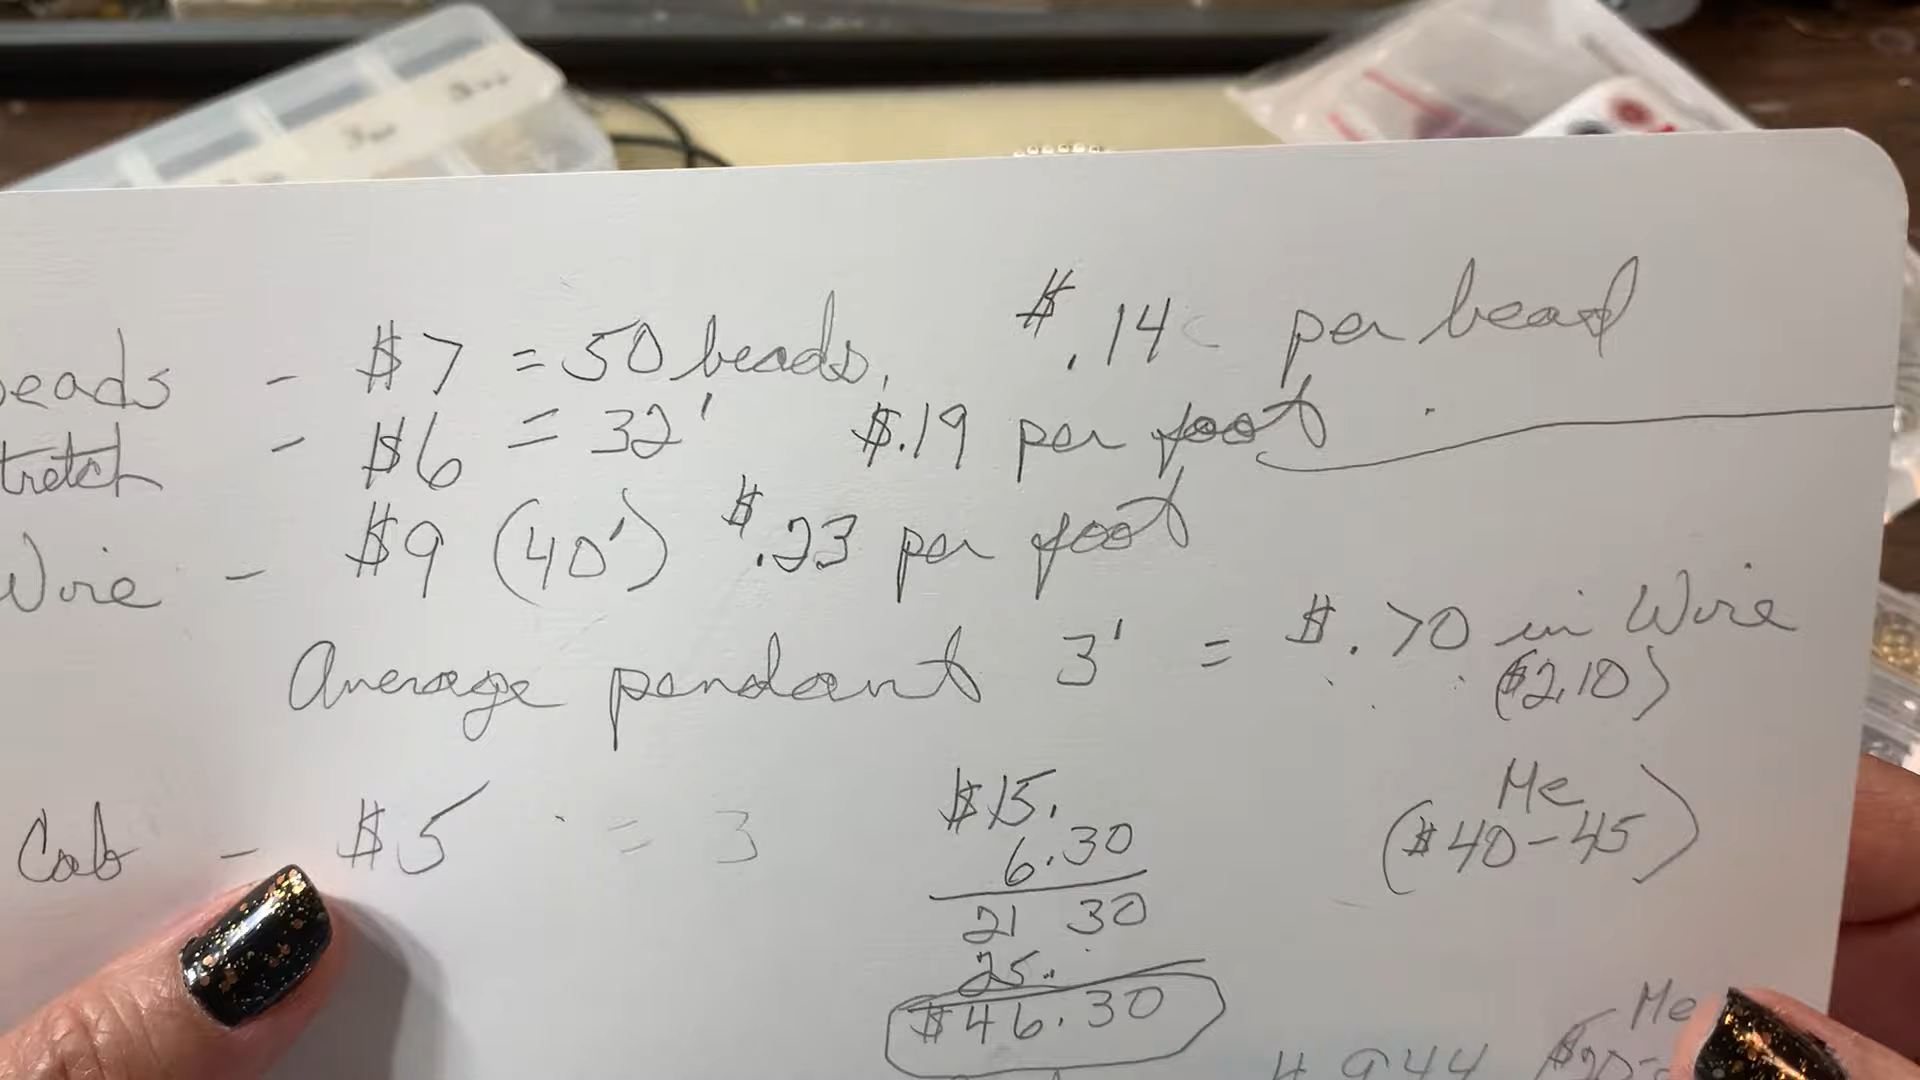 eads - $7 = 50 beads, $.14 per bead
tretch - $6 = 32' $.19 per foot
Wire - $9 (40') $.23 per foot
Average pendant 3' = $.70 in Wire
($2.10)
Cab - $5 = 3
$15.
6.30
21 30
25.
$46.30
Me
($40-45)
Me